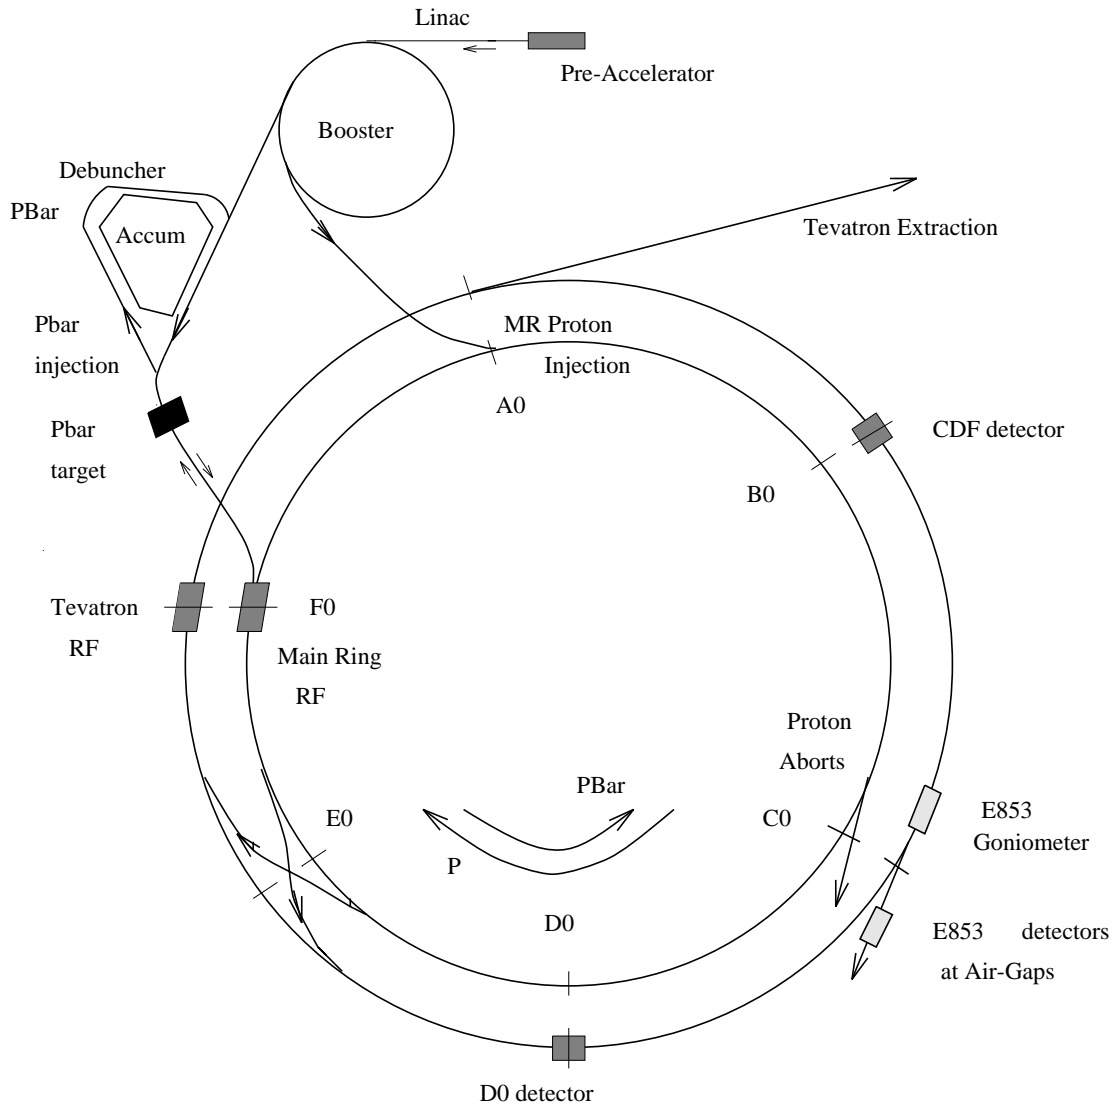 Linac
Pre-Accelerator
Booster
Debuncher
PBar
Accum
Tevatron Extraction
Pbar
injection
MR Proton
Injection
A0
Pbar
target
CDF detector
B0
Tevatron
RF
F0
Main Ring
RF
Proton
Aborts
PBar
P
E0
C0
E853
Goniometer
D0
E853 detectors
at Air-Gaps
D0 detector